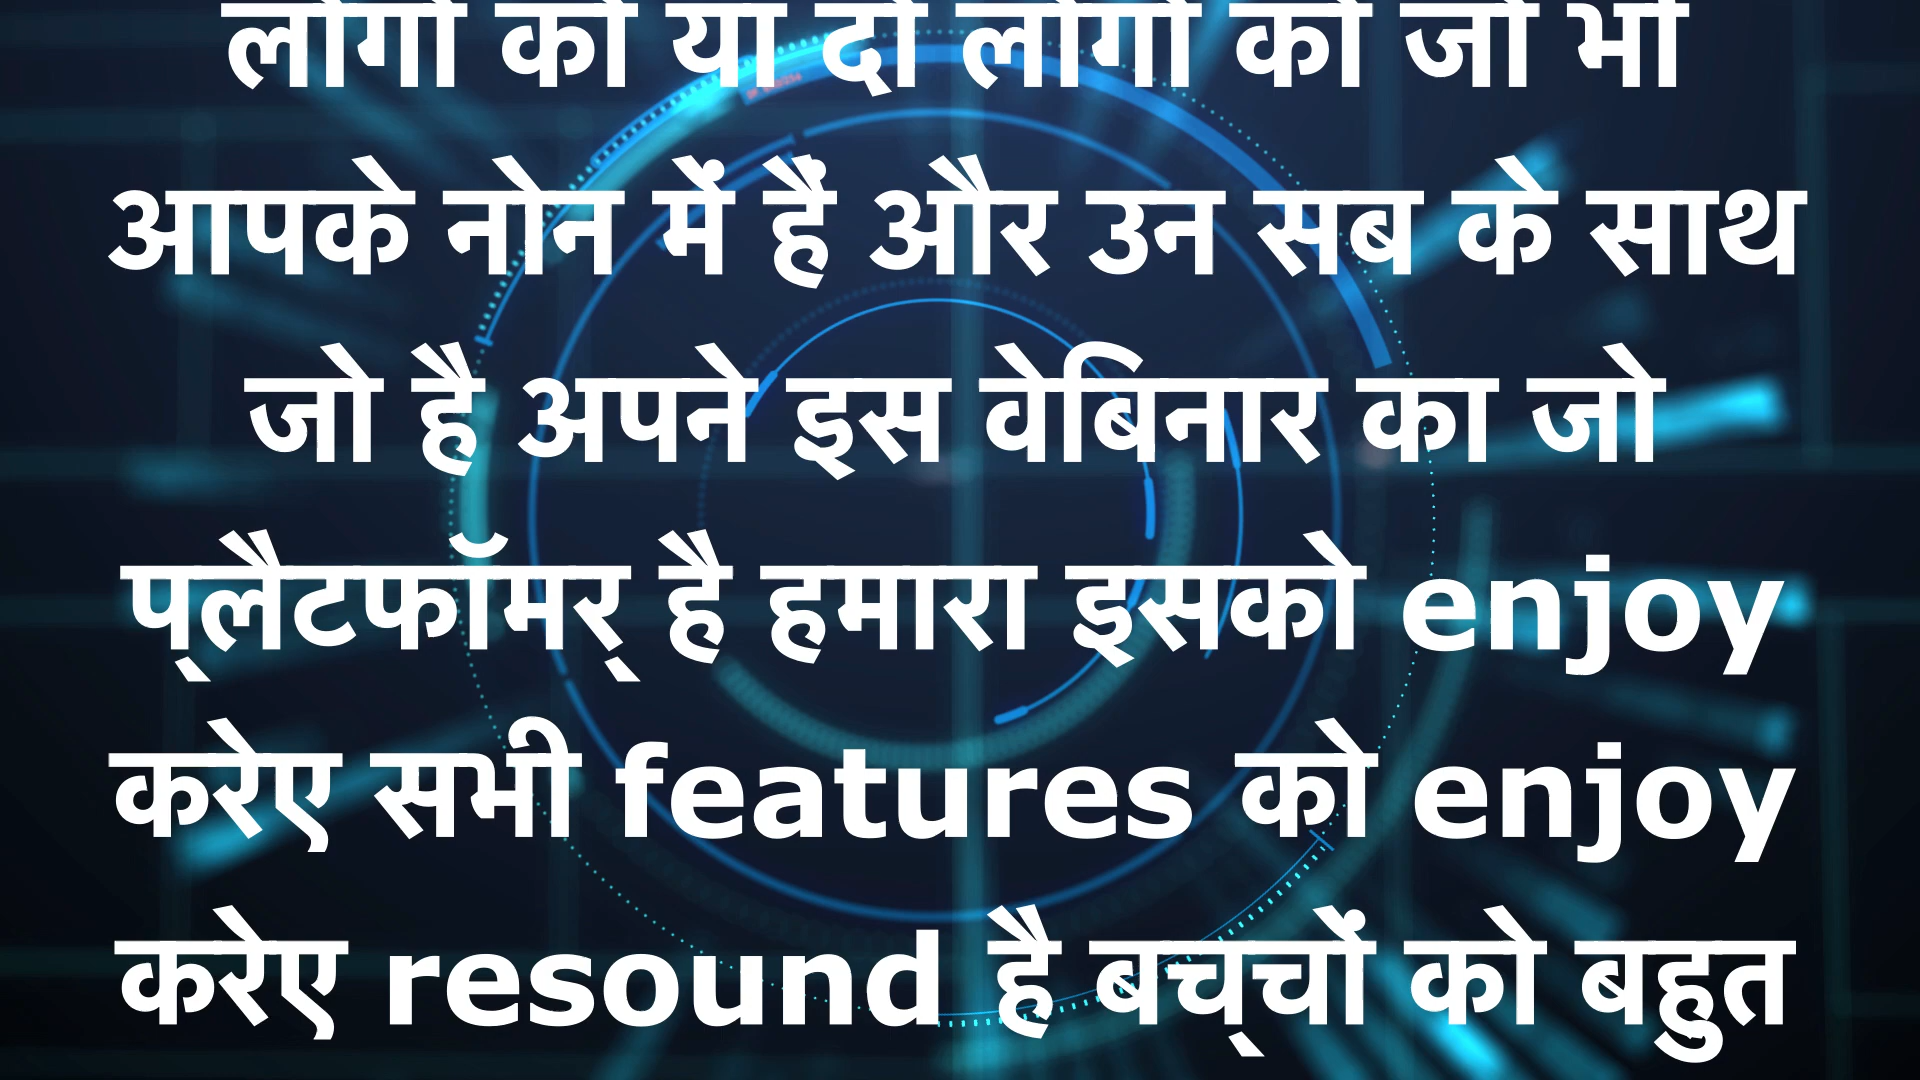 लोगों को या दो लोगों को जो भी
आपके नोन में हैं और उन सब के साथ
जो है अपने इस वेबिनार का जो
प्लैटफॉमर् है हमारा इसको enjoy
करेए सभी features को enjoy
करेए resound है बच्चों को बहुत